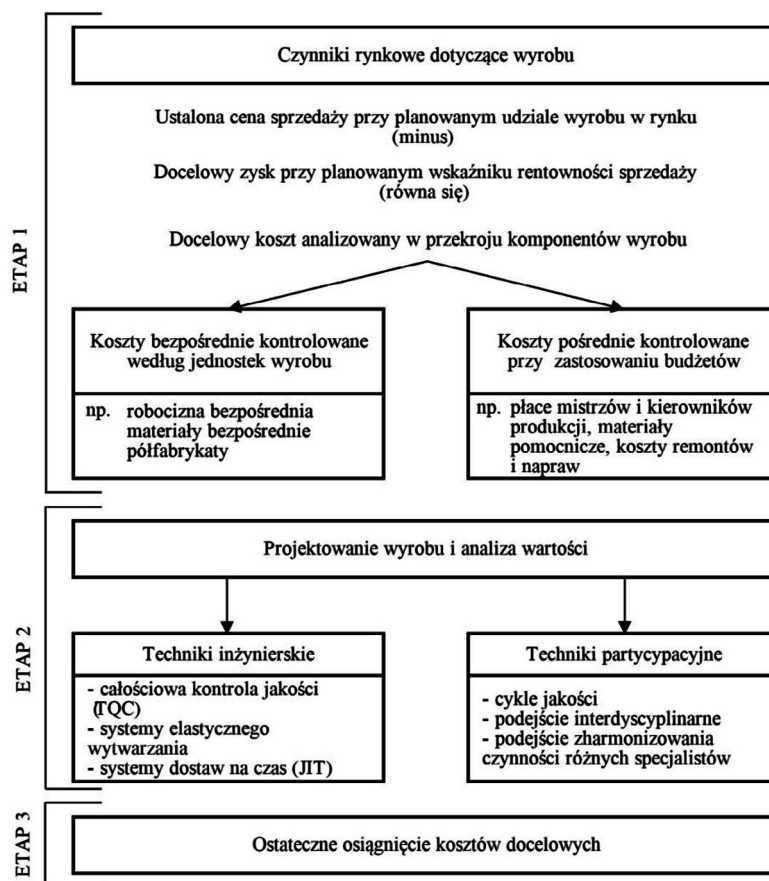 ETAP 1
Czynniki rynkowe dotyczące wyrobu
Ustalona cena sprzedaży przy planowanym udziale wyrobu w rynku
(minus)
Docelowy zysk przy planowanym wskaźniku rentowności sprzedaży
(równa się)
Docelowy koszt analizowany w przekroju komponentów wyrobu
Koszty bezpośrednie kontrolowane
według jednostek wyrobu
np. robocizna bezpośrednia
materiały bezpośrednie
półfabrykaty
Koszty pośrednie kontrolowane
przy zastosowaniu budżetów
np. płace mistrzów i kierowników
produkcji, materiały
pomocnicze, koszty remontów
i napraw
ETAP 2
Projektowanie wyrobu i analiza wartości
Techniki inżynierskie
- całościowa kontrola jakości
(TQC)
- systemy elastycznego
wytwarzania
- systemy dostaw na czas (JIT)
Techniki partycypacyjne
- cykle jakości
- podejście interdyscyplinarne
- podejście zharmonizowania
czynności różnych specjalistów
ETAP 3
Ostateczne osiągnięcie kosztów docelowych